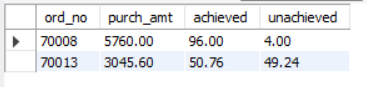 ord_no purch_amt achieved unachieved
70008 5760.00 96.00 4.00
70013 3045.60 50.76 49.24